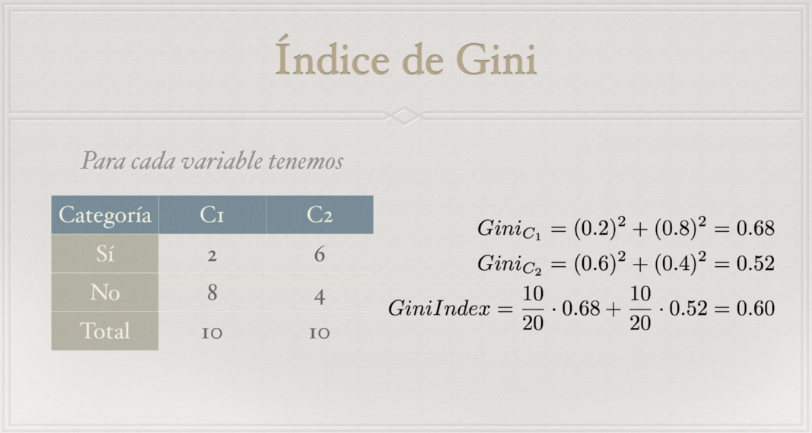 Índice de Gini
Para cada variable tenemos
Categoría C1 C2
Sí 2 6
No 8 4
Total 10 10
Gini_{C_1} = (0.2)^2 + (0.8)^2 = 0.68
Gini_{C_2} = (0.6)^2 + (0.4)^2 = 0.52
GiniIndex = \frac{10}{20} · 0.68 + \frac{10}{20} · 0.52 = 0.60